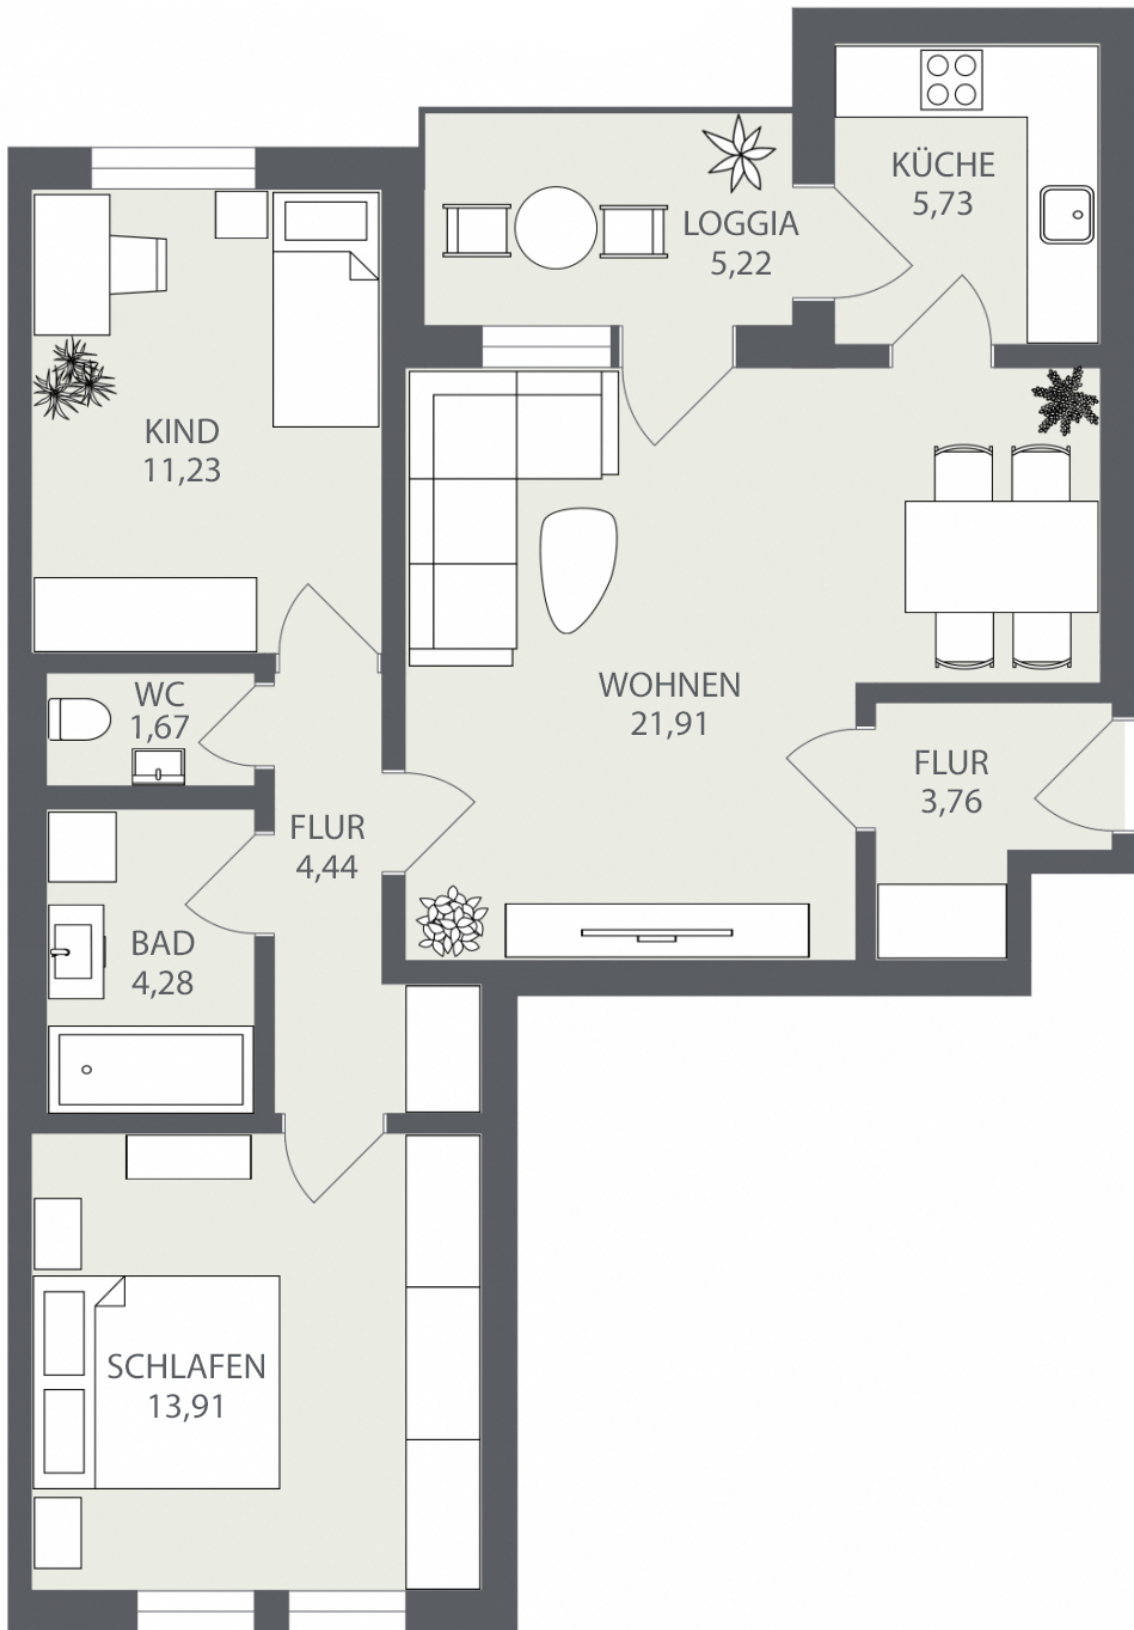 KÜCHE
5,73
LOGGIA
5,22
KIND
11,23
WC
1,67
WOHNEN
21,91
FLUR
3,76
FLUR
4,44
BAD
4,28
SCHLAFEN
13,91